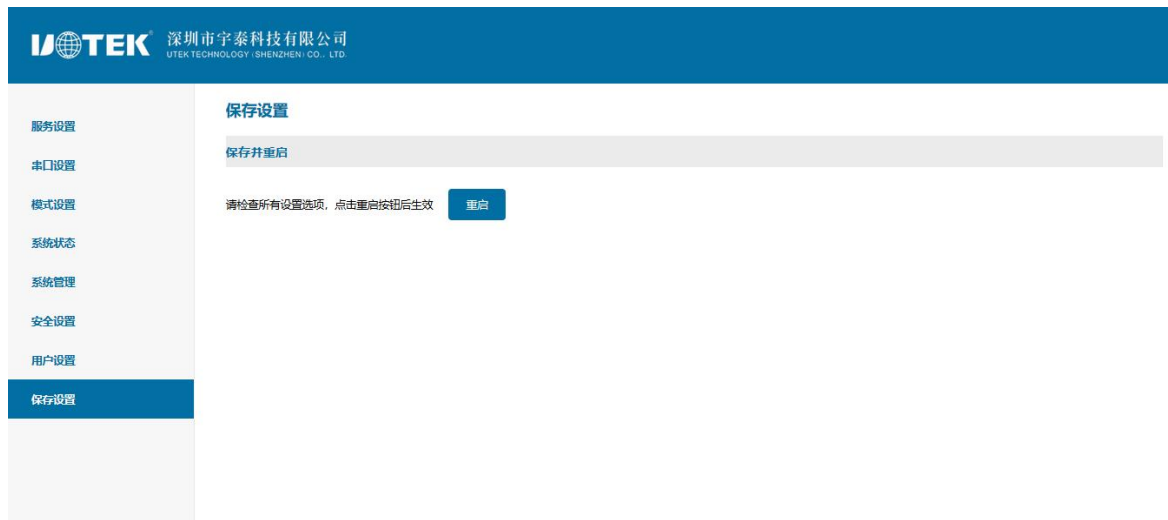 UOTEK
深圳市宇泰科技有限公司
UTEK TECHNOLOGY (SHENZHEN) CO., LTD.
服务设置
串口设置
模式设置
系统状态
系统管理
安全设置
用户设置
保存设置
保存设置
保存并重启
请检查所有设置选项，点击重启按钮后生效 重启